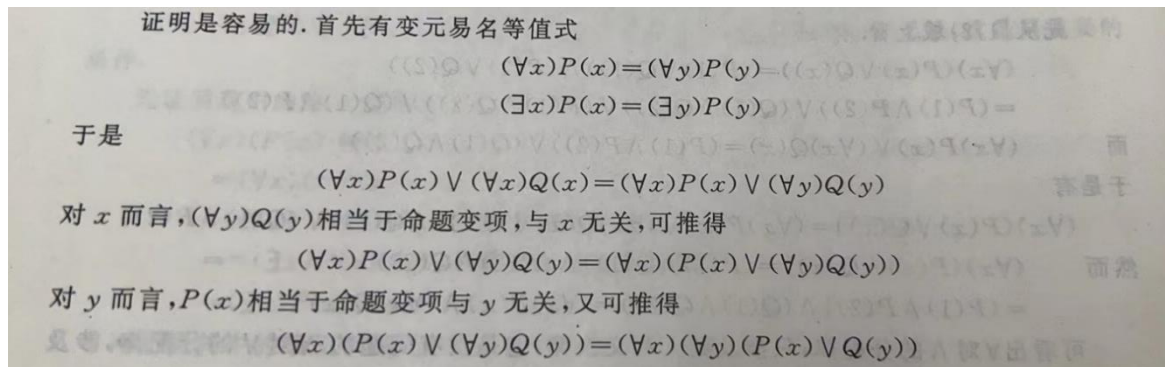 证明是容易的.首先有变元易名等值式
(∀x)P(x)=(∀y)P(y)
(∃x)P(x)=(∃y)P(y)
于是
(∀x)P(x)∨(∀x)Q(x)=(∀x)P(x)∨(∀y)Q(y)
对 x 而言,(∀y)Q(y)相当于命题变项,与 x 无关,可推得
(∀x)P(x)∨(∀y)Q(y)=(∀x)(P(x)∨(∀y)Q(y))
对 y 而言,P(x)相当于命题变项与 y 无关,又可推得
(∀x)(P(x)∨(∀y)Q(y))=(∀x)(∀y)(P(x)∨Q(y))